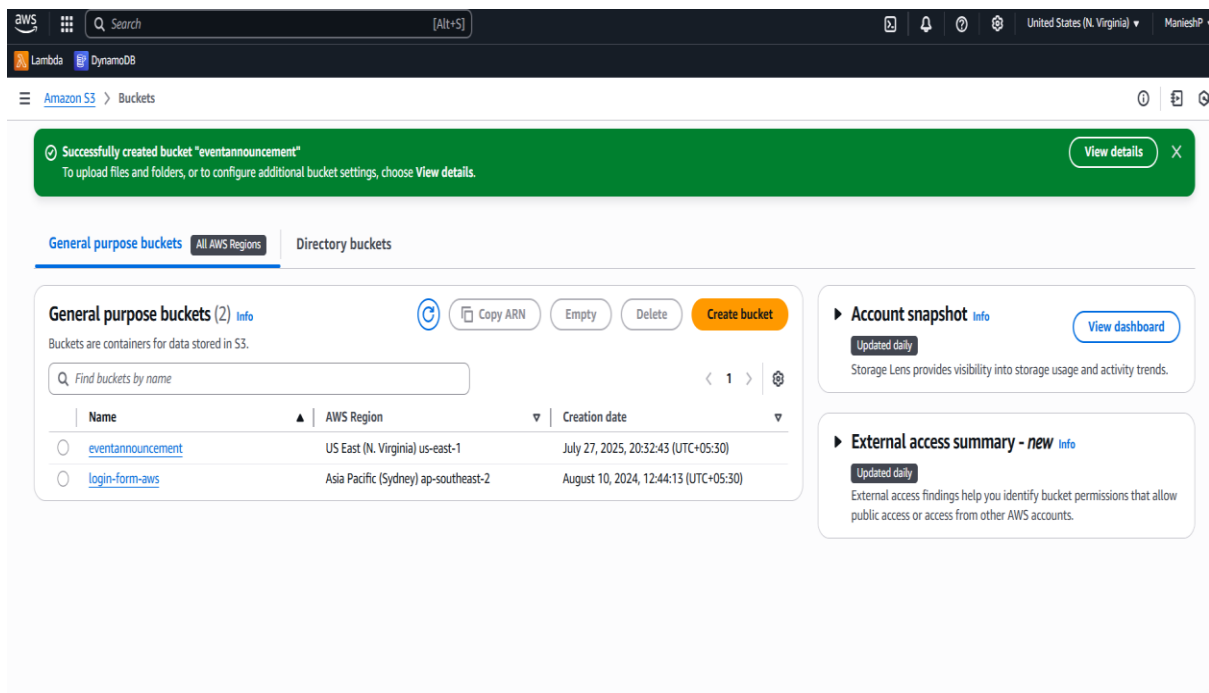 aws
Search
[Alt+S]
United States (N. Virginia)
ManieshP
Lambda
DynamoDB
Amazon S3 > Buckets
Successfully created bucket "eventannouncement"
To upload files and folders, or to configure additional bucket settings, choose View details.
View details
General purpose buckets All AWS Regions
Directory buckets
General purpose buckets (2) Info
Copy ARN
Empty
Delete
Create bucket
Buckets are containers for data stored in S3.
Find buckets by name
1
Name AWS Region Creation date
eventannouncement US East (N. Virginia) us-east-1 July 27, 2025, 20:32:43 (UTC+05:30)
login-form-aws Asia Pacific (Sydney) ap-southeast-2 August 10, 2024, 12:44:13 (UTC+05:30)
Account snapshot Info
View dashboard
Updated daily
Storage Lens provides visibility into storage usage and activity trends.
External access summary - new Info
Updated daily
External access findings help you identify bucket permissions that allow
public access or access from other AWS accounts.